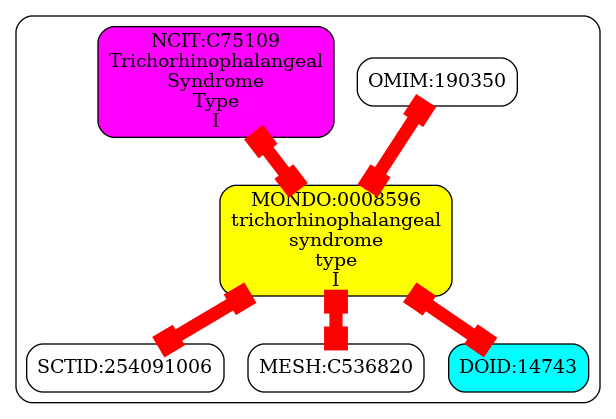 NCIT:C75109
Trichorhinophalangeal
Syndrome
Type
I
OMIM:190350
MONDO:0008596
trichorhinophalangeal
syndrome
type
I
SCTID:254091006
MESH:C536820
DOID:14743